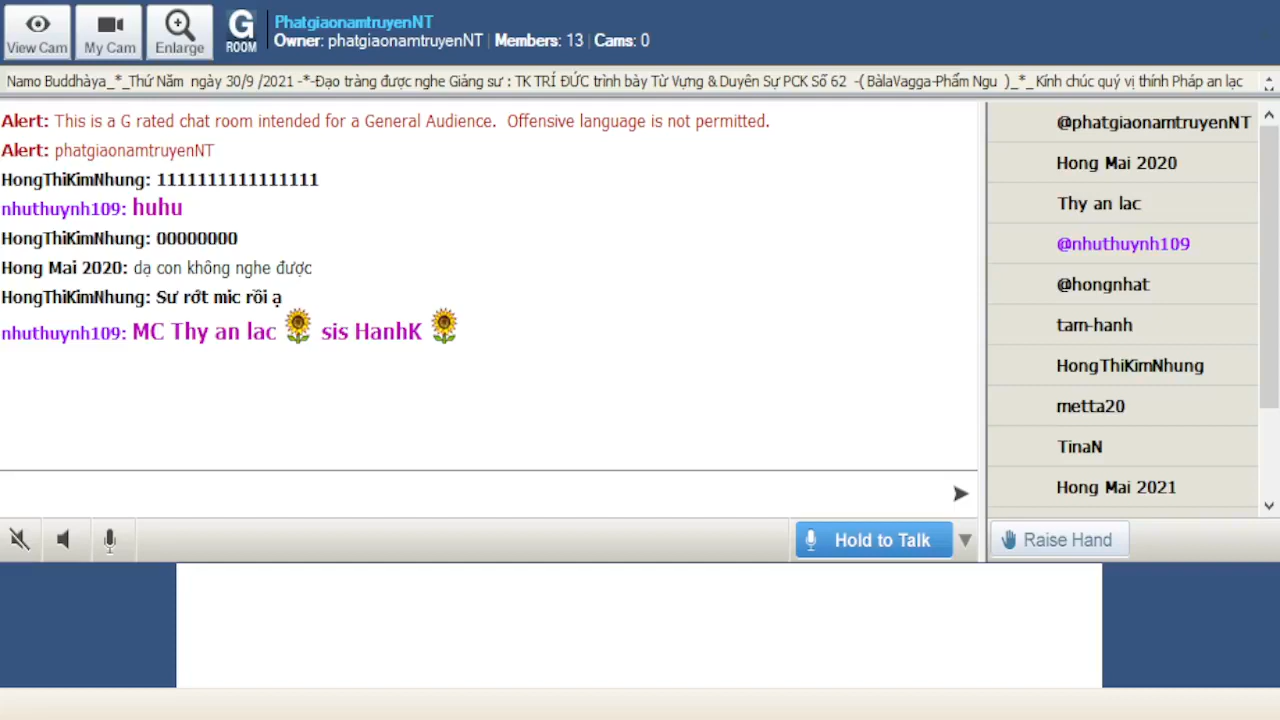 View Cam
My Cam
Enlarge
G
ROOM
PhatgiaonamtruyenNT
Owner: phatgiaonamtruyenNT | Members: 13 | Cams: 0
Namo Buddhàya_*_Thứ Năm ngày 30/9 /2021 -*-Đạo tràng được nghe Giảng sư : TK TRÍ ĐỨC trình bày Từ Vựng & Duyên Sự PCK Số 62 -( BàlaVagga-Phẩm Ngu )_*_ Kính chúc quý vị thính Pháp an lạc
Alert: This is a G rated chat room intended for a General Audience. Offensive language is not permitted.
Alert: phatgiaonamtruyenNT
HongThiKimNhung: 1111111111111111
nhuthuynh109: huhu
HongThiKimNhung: 00000000
Hong Mai 2020: dạ con không nghe được
HongThiKimNhung: Sư rớt mic rồi ạ
nhuthuynh109: MC Thy an lac sis HanhK
@phatgiaonamtruyenNT
Hong Mai 2020
Thy an lac
@nhuthuynh109
@hongnhat
tam-hanh
HongThiKimNhung
metta20
TinaN
Hong Mai 2021
Hold to Talk
Raise Hand